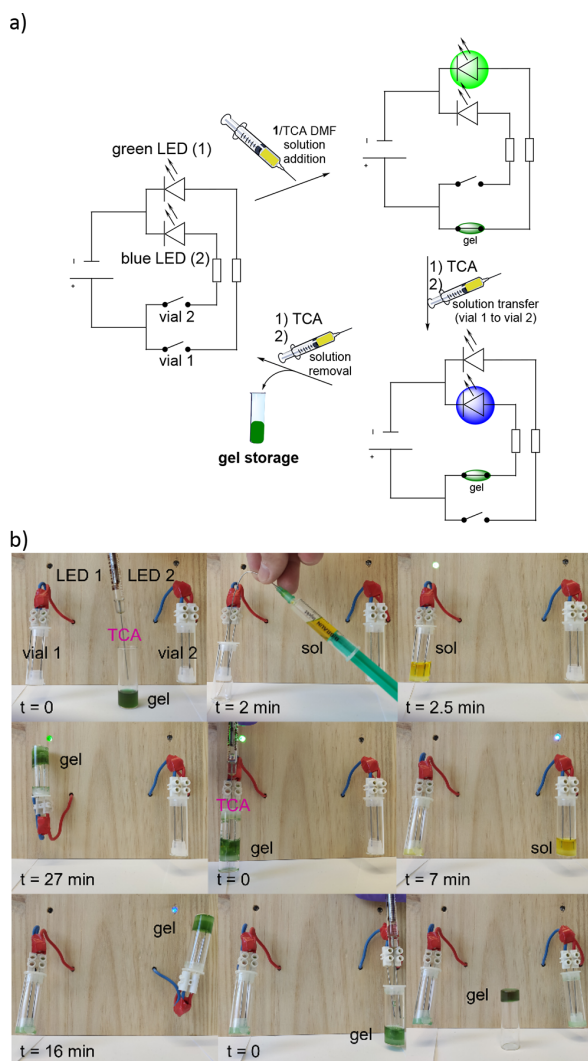 a)
1/TCA DMF
solution
addition
green LED (1)
blue LED (2)
vial 2
vial 1
-
+
-
+
gel
1) TCA
2)
solution transfer
(vial 1 to vial 2)
1) TCA
2)
solution
removal
gel storage
-
+
gel
b)
LED 1 LED 2
TCA
vial 1 vial 2
gel
t = 0
sol
t = 2 min
sol
t = 2.5 min
gel
t = 27 min
TCA
gel
t = 0
sol
t = 7 min
gel
t = 16 min
gel
t = 0
gel